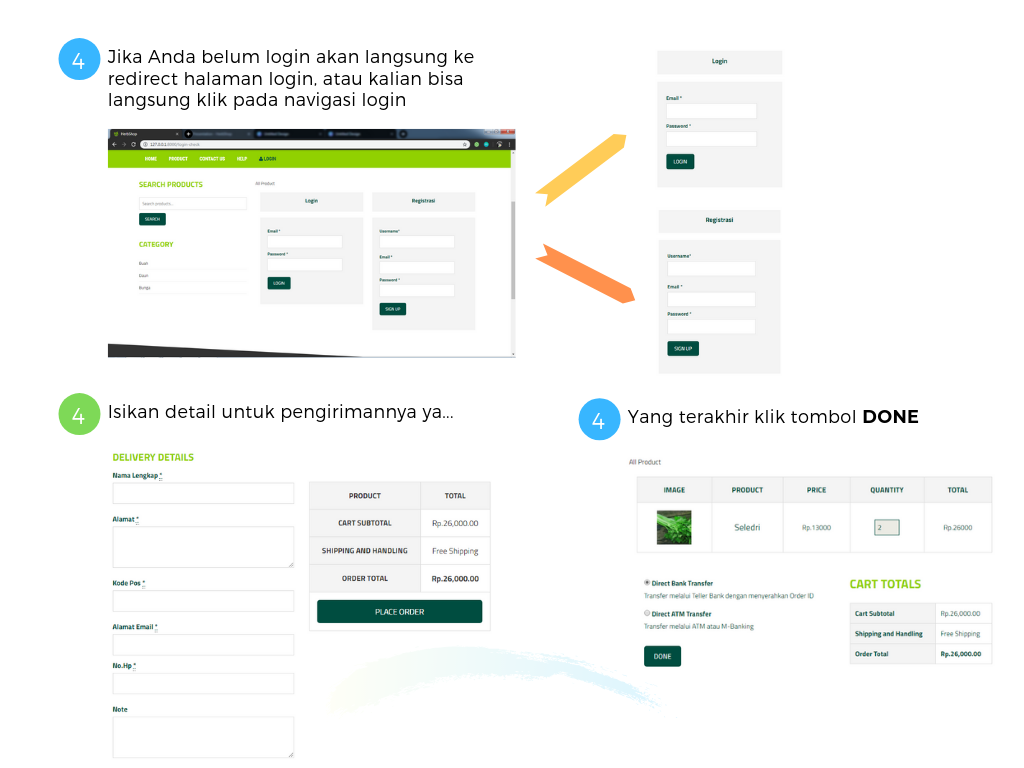 4
Jika Anda belum login akan langsung ke
redirect halaman login, atau kalian bisa
langsung klik pada navigasi login
HOME PRODUCT CONTACT US HELP LOGIN
SEARCH PRODUCTS
Search products...
SEARCH
CATEGORY
Buah
Daun
Bunga
All Product
Login
Email *
Password *
LOGIN
Registrasi
Username*
Email *
Password *
SIGN UP
Login
Email *
Password *
LOGIN
Registrasi
Username*
Email *
Password *
SIGN UP
4
Isikan detail untuk pengirimannya ya...
DELIVERY DETAILS
Nama Lengkap *
Alamat *
Kode Pos *
Alamat Email *
No.Hp *
Note
PRODUCT TOTAL
CART SUBTOTAL Rp.26,000.00
SHIPPING AND HANDLING Free Shipping
ORDER TOTAL Rp.26,000.00
PLACE ORDER
4
Yang terakhir klik tombol DONE
All Product
IMAGE PRODUCT PRICE QUANTITY TOTAL
Seledri Rp.13000 2 Rp.26000
Direct Bank Transfer
Transfer melalui Teller Bank dengan menyerahkan Order ID
Direct ATM Transfer
Transfer melalui ATM atau M-Banking
DONE
CART TOTALS
Cart Subtotal Rp.26,000.00
Shipping and Handling Free Shipping
Order Total Rp.26,000.00